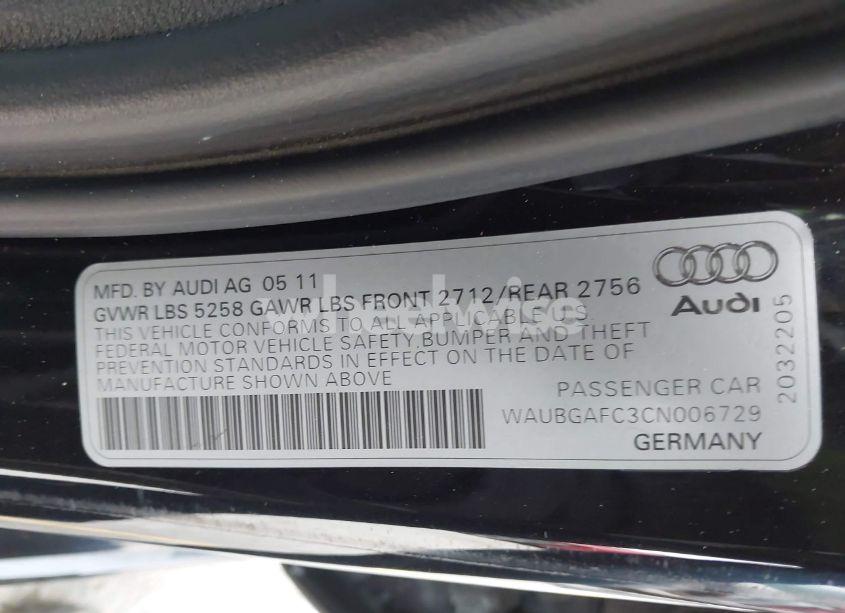 MFD. BY AUDI AG 05 11
GVWR LBS 5258 GAWR LBS FRONT 2712/REAR 2756
THIS VEHICLE CONFORMS TO ALL APPLICABLE US
FEDERAL MOTOR VEHICLE SAFETY,BUMPER AND THEFT
PREVENTION STANDARDS IN EFFECT ON THE DATE OF
MANUFACTURE SHOWN ABOVE
Audi
2032205
PASSENGER CAR
WAUBGAFC3CN006729
GERMANY